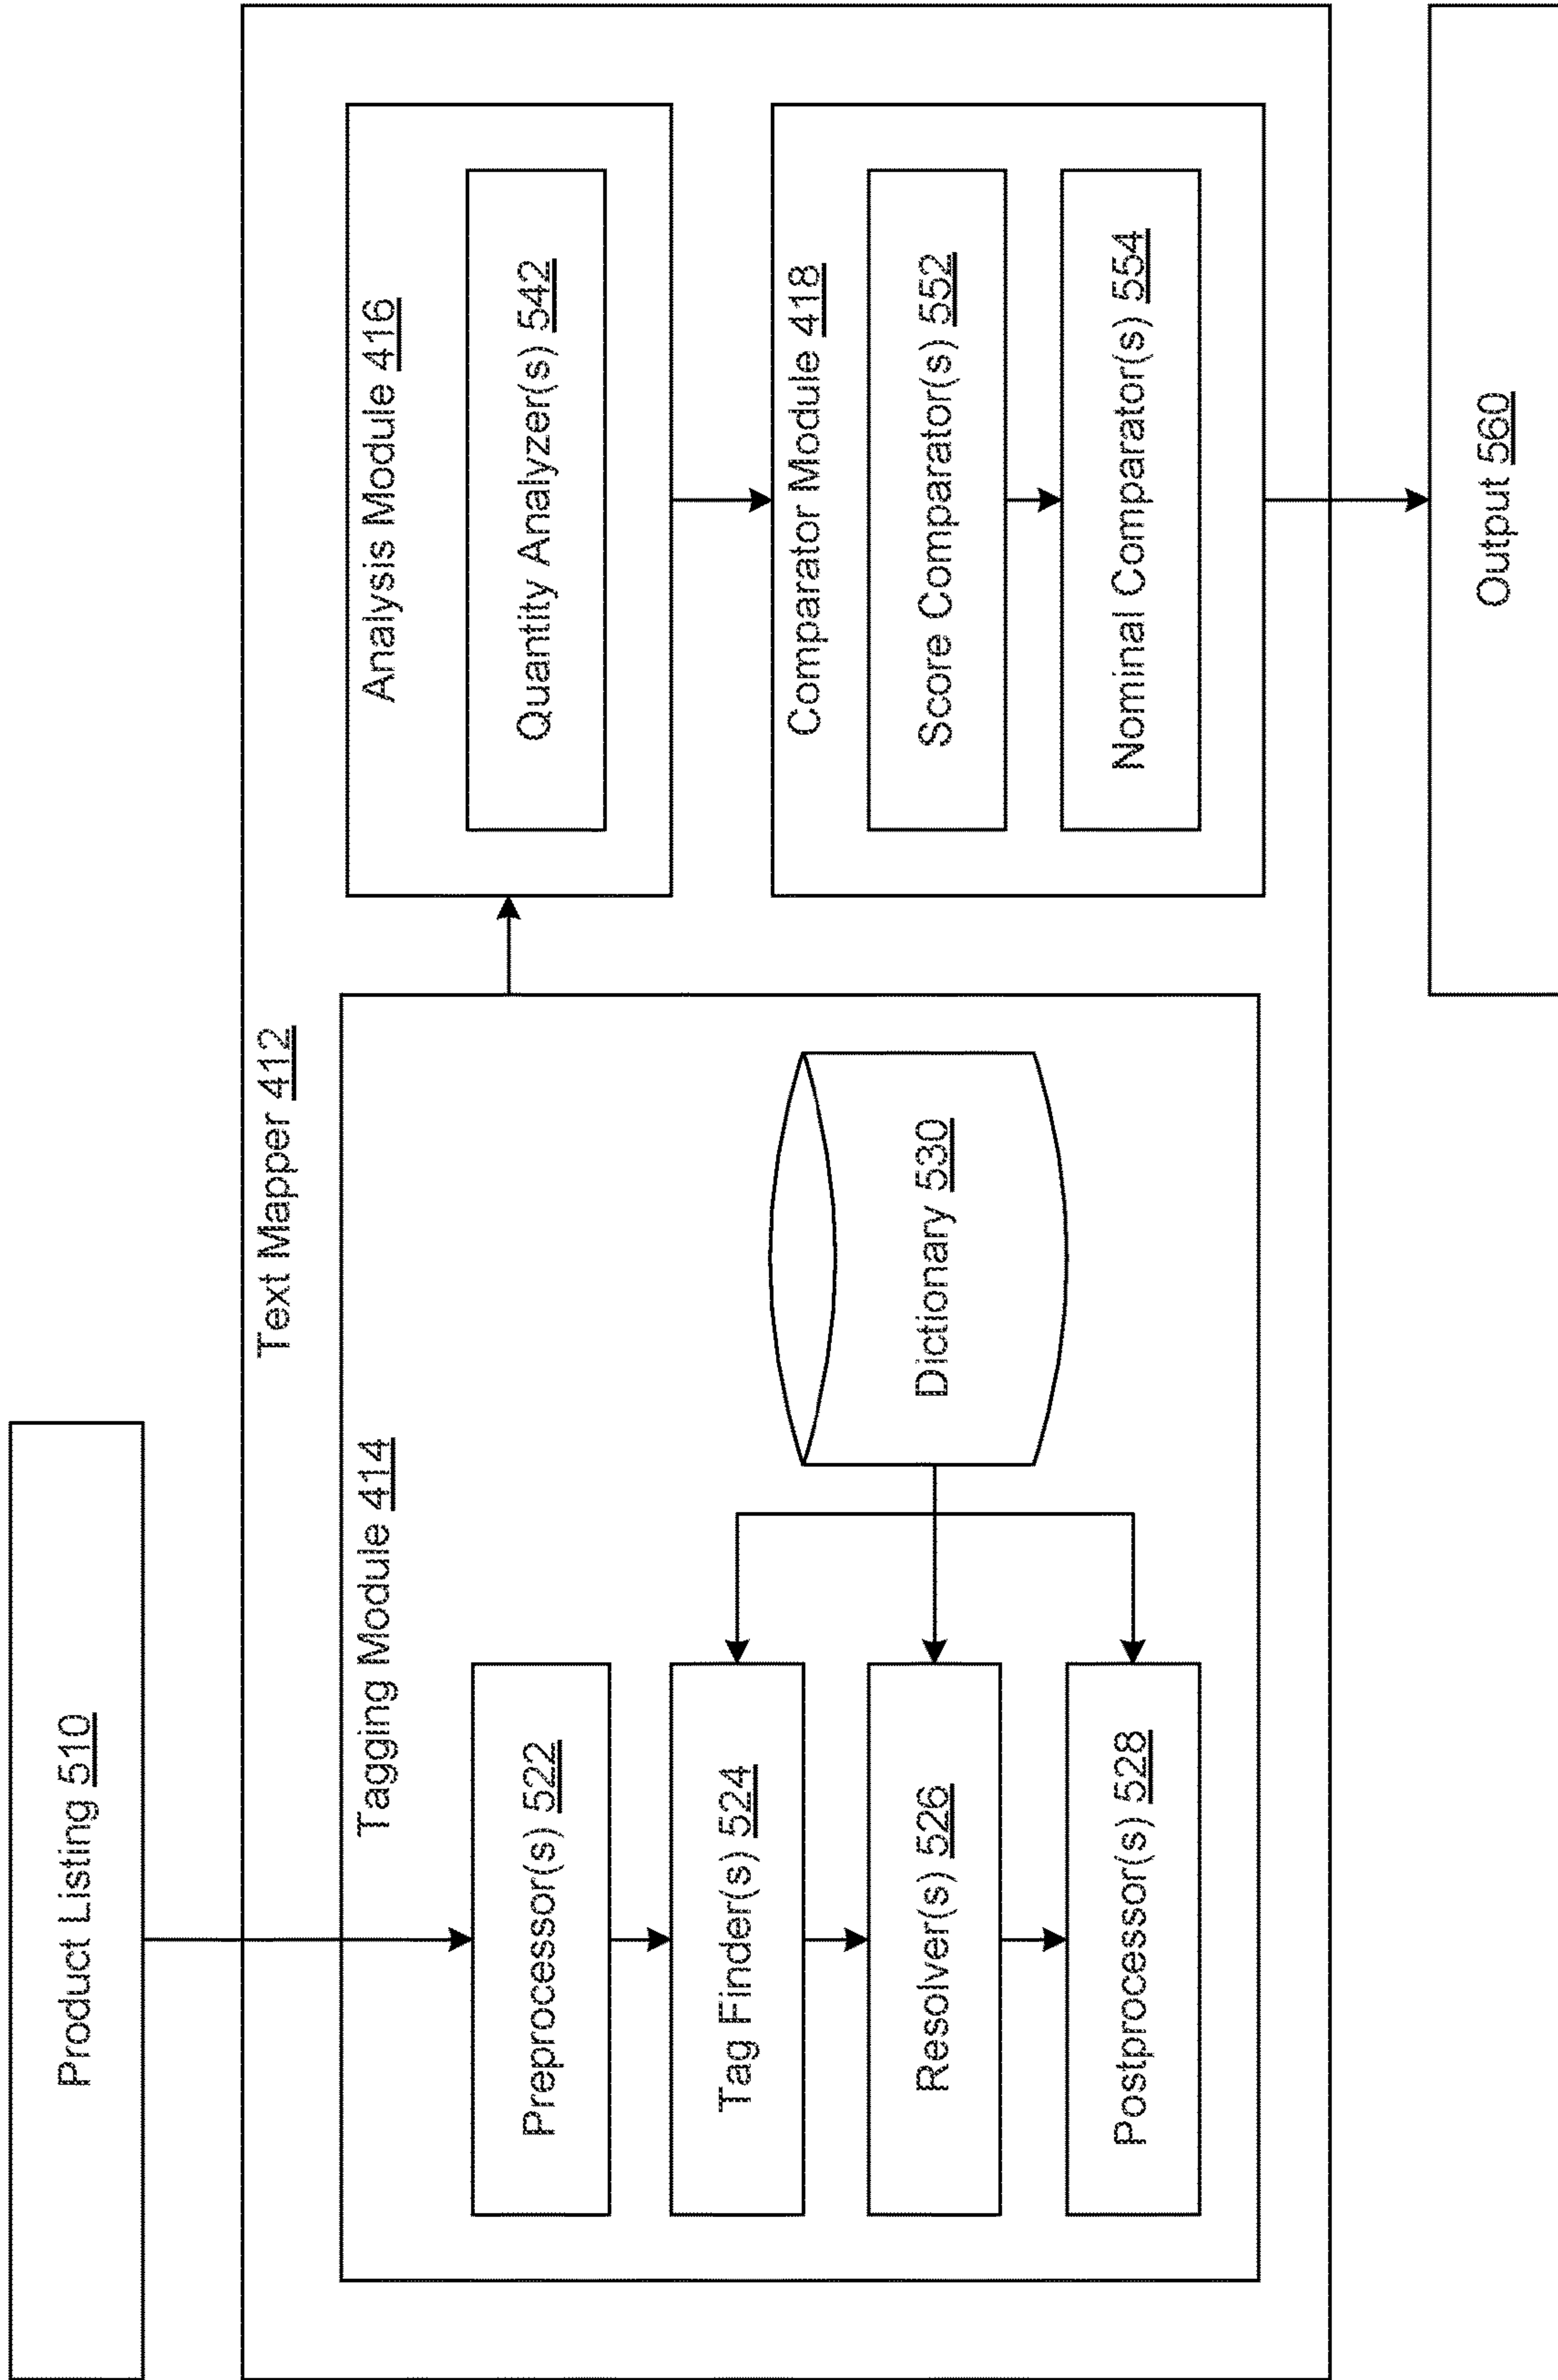 Product Listing 510
Text Mapper 412
Tagging Module 414
Preprocessor(s) 522
Tag Finder(s) 524
Resolver(s) 526
Postprocessor(s) 528
Dictionary 530
Analysis Module 416
Quantity Analyzer(s) 542
Comparator Module 418
Score Comparator(s) 552
Nominal Comparator(s) 554
Output 560